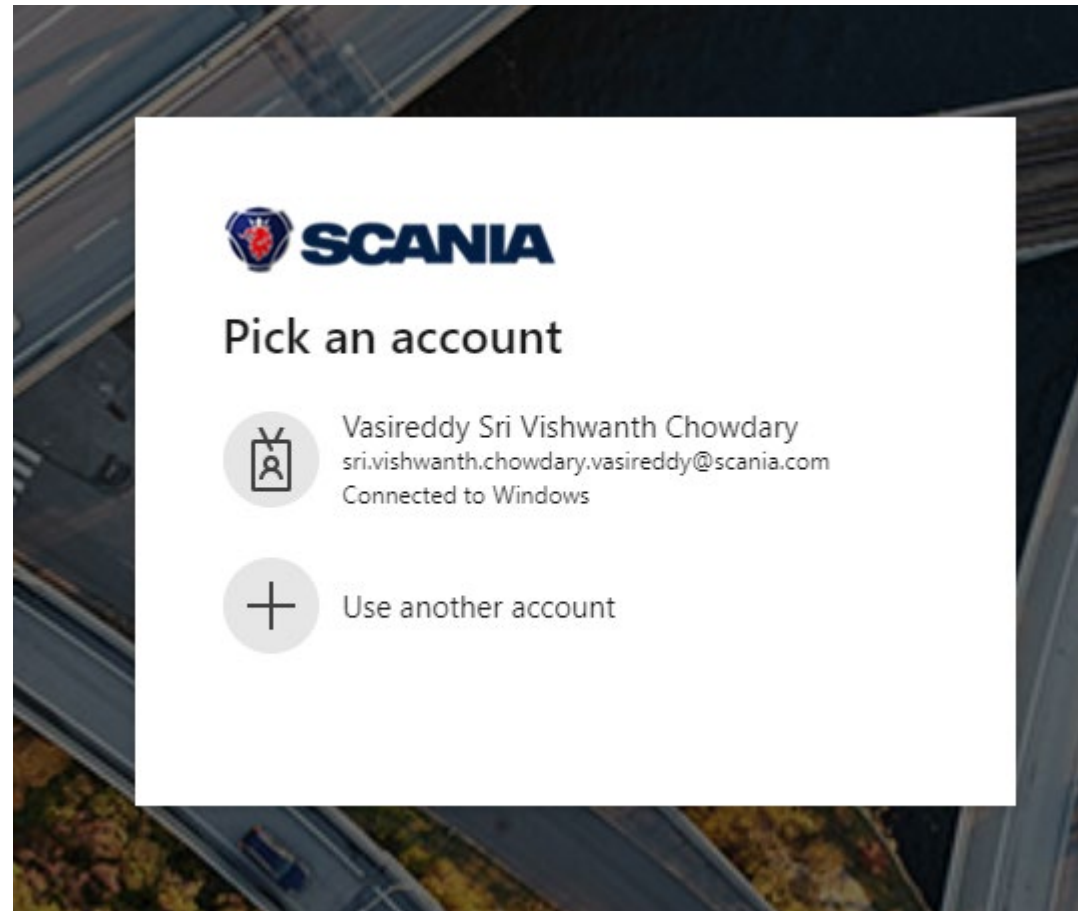 SCANIA
Pick an account
Vasireddy Sri Vishwanth Chowdary
sri.vishwanth.chowdary.vasireddy@scania.com
Connected to Windows
Use another account